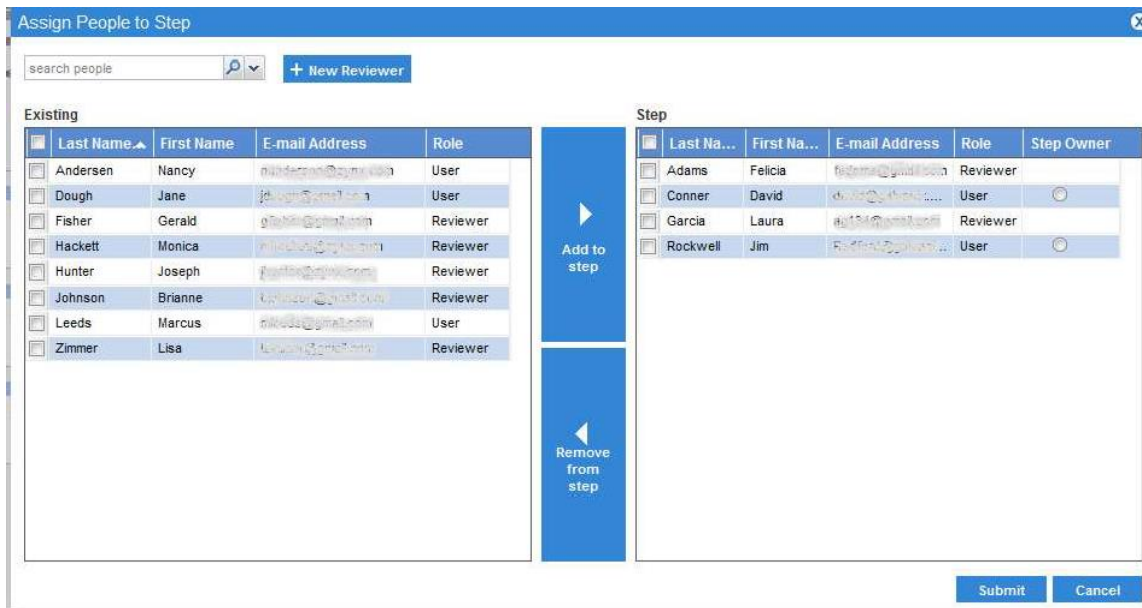 Assign People to Step
search people
+ New Reviewer
Existing
Last Name First Name E-mail Address Role
Andersen Nancy User
Dough Jane User
Fisher Gerald Reviewer
Hackett Monica Reviewer
Hunter Joseph Reviewer
Johnson Brianne Reviewer
Leeds Marcus User
Zimmer Lisa Reviewer
Add to
step
Remove
from
step
Step
Last Na... First Na... E-mail Address Role Step Owner
Adams Felicia Reviewer
Conner David User
Garcia Laura Reviewer
Rockwell Jim User
Submit Cancel